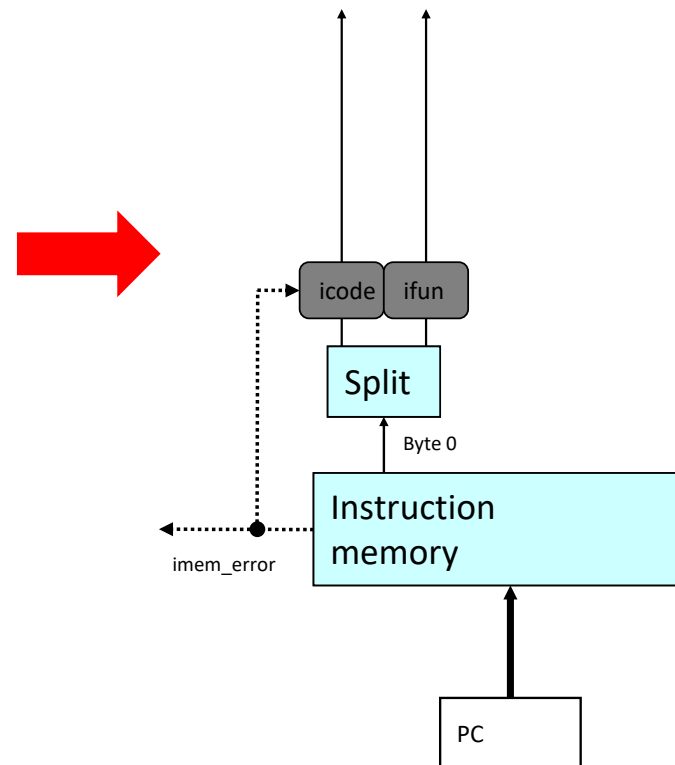 icode ifun
Split
Byte 0
Instruction
memory
imem_error
PC